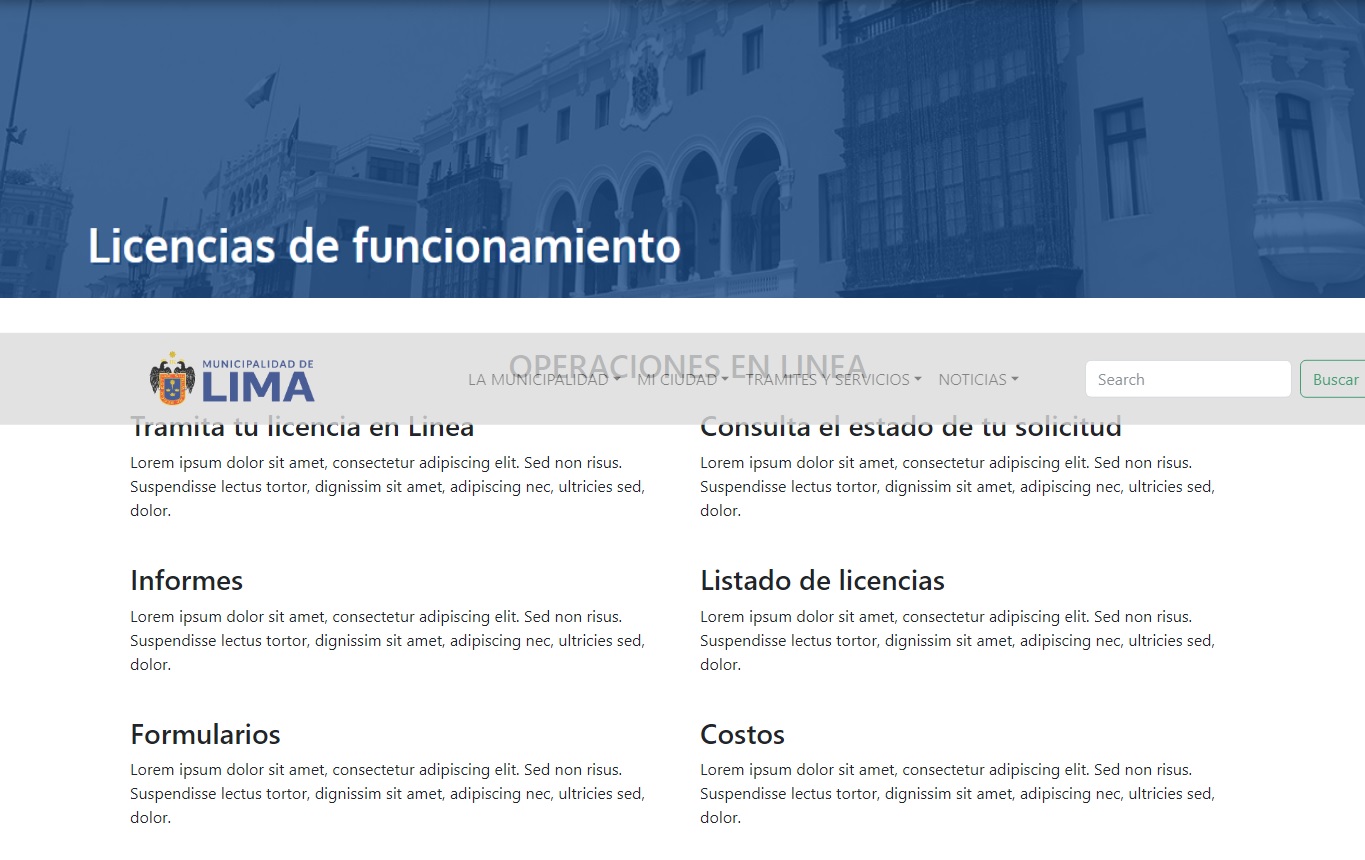 Licencias de funcionamiento
OPERACIONES EN LINEA
MUNICIPALIDAD DE
LIMA
LA MUNICIPALIDAD
MI CIUDAD
TRAMITES Y SERVICIOS
NOTICIAS
Search
Buscar
Tramita tu licencia en Linea
Lorem ipsum dolor sit amet, consectetur adipiscing elit. Sed non risus.
Suspendisse lectus tortor, dignissim sit amet, adipiscing nec, ultricies sed,
dolor.
Consulta el estado de tu solicitud
Lorem ipsum dolor sit amet, consectetur adipiscing elit. Sed non risus.
Suspendisse lectus tortor, dignissim sit amet, adipiscing nec, ultricies sed,
dolor.
Informes
Lorem ipsum dolor sit amet, consectetur adipiscing elit. Sed non risus.
Suspendisse lectus tortor, dignissim sit amet, adipiscing nec, ultricies sed,
dolor.
Listado de licencias
Lorem ipsum dolor sit amet, consectetur adipiscing elit. Sed non risus.
Suspendisse lectus tortor, dignissim sit amet, adipiscing nec, ultricies sed,
dolor.
Formularios
Lorem ipsum dolor sit amet, consectetur adipiscing elit. Sed non risus.
Suspendisse lectus tortor, dignissim sit amet, adipiscing nec, ultricies sed,
dolor.
Costos
Lorem ipsum dolor sit amet, consectetur adipiscing elit. Sed non risus.
Suspendisse lectus tortor, dignissim sit amet, adipiscing nec, ultricies sed,
dolor.